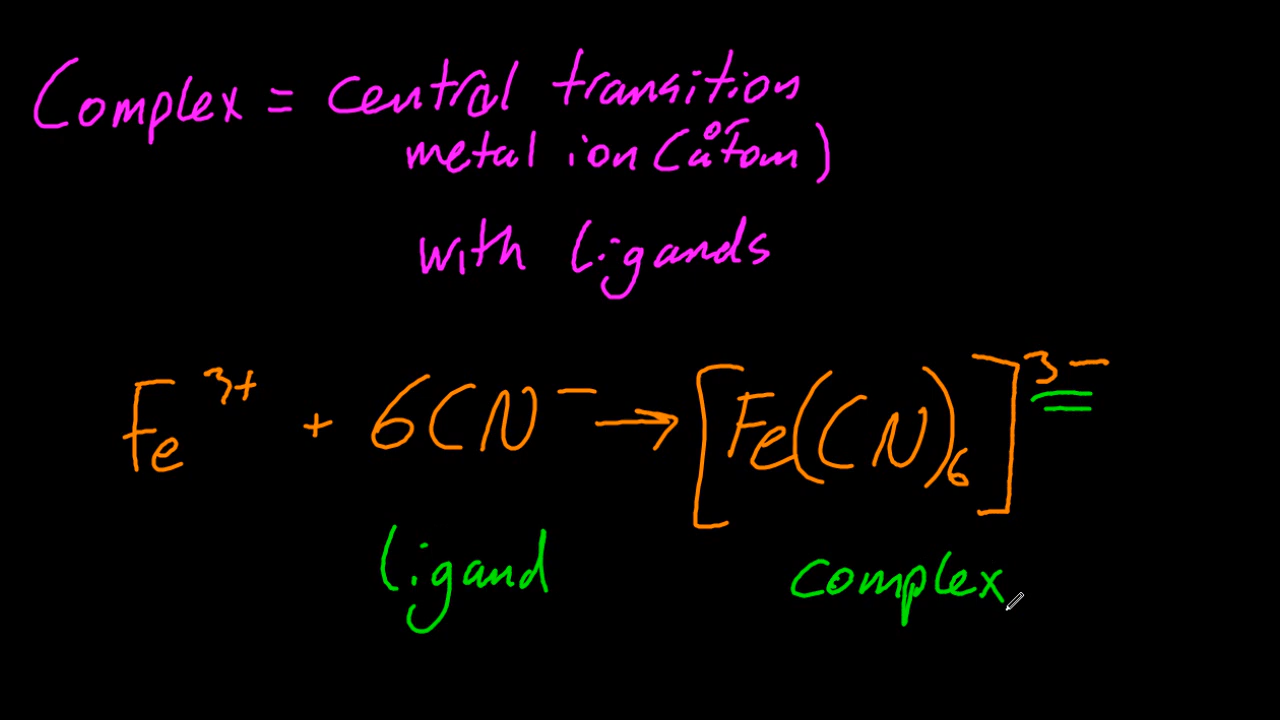 Complex = central transition
metal ion (or atom)
with ligands
Fe³⁺ + 6CN⁻ → [Fe(CN)₆]³⁻
ligand complex